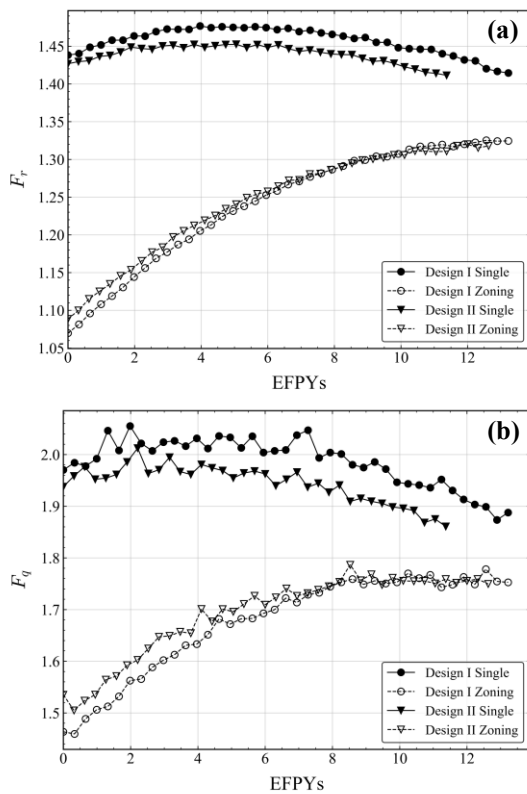 (a)
1.45
1.40
1.35
1.30
1.25
1.20
1.15
1.10
1.05
F_r
Design I Single
Design I Zoning
Design II Single
Design II Zoning
0 2 4 6 8 10 12
EFPYs
(b)
2.0
1.9
1.8
1.7
1.6
1.5
F_q
Design I Single
Design I Zoning
Design II Single
Design II Zoning
0 2 4 6 8 10 12
EFPYs